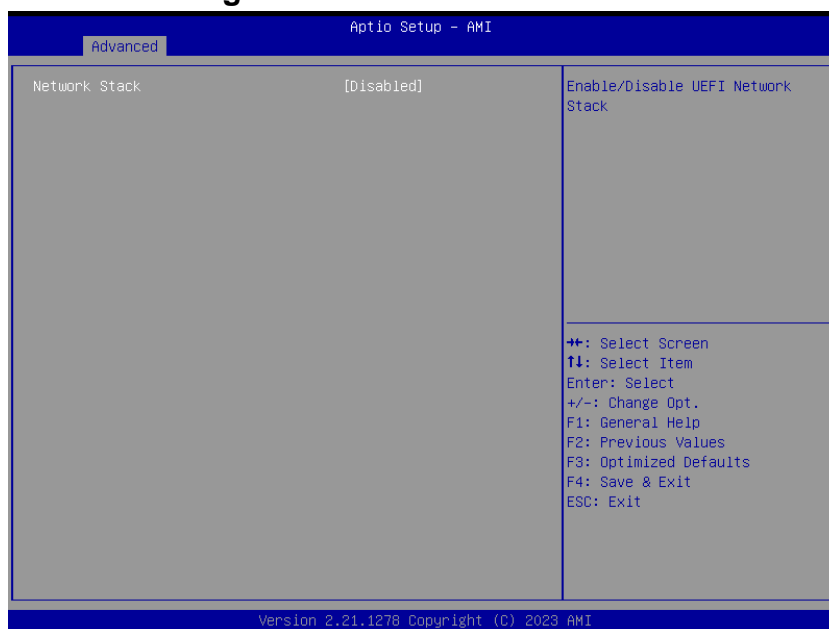 Aptio Setup - AMI
Advanced
Network Stack [Disabled]
Enable/Disable UEFI Network
Stack
→←: Select Screen
↑↓: Select Item
Enter: Select
+/-: Change Opt.
F1: General Help
F2: Previous Values
F3: Optimized Defaults
F4: Save & Exit
ESC: Exit
Version 2.21.1278 Copyright (C) 2023 AMI